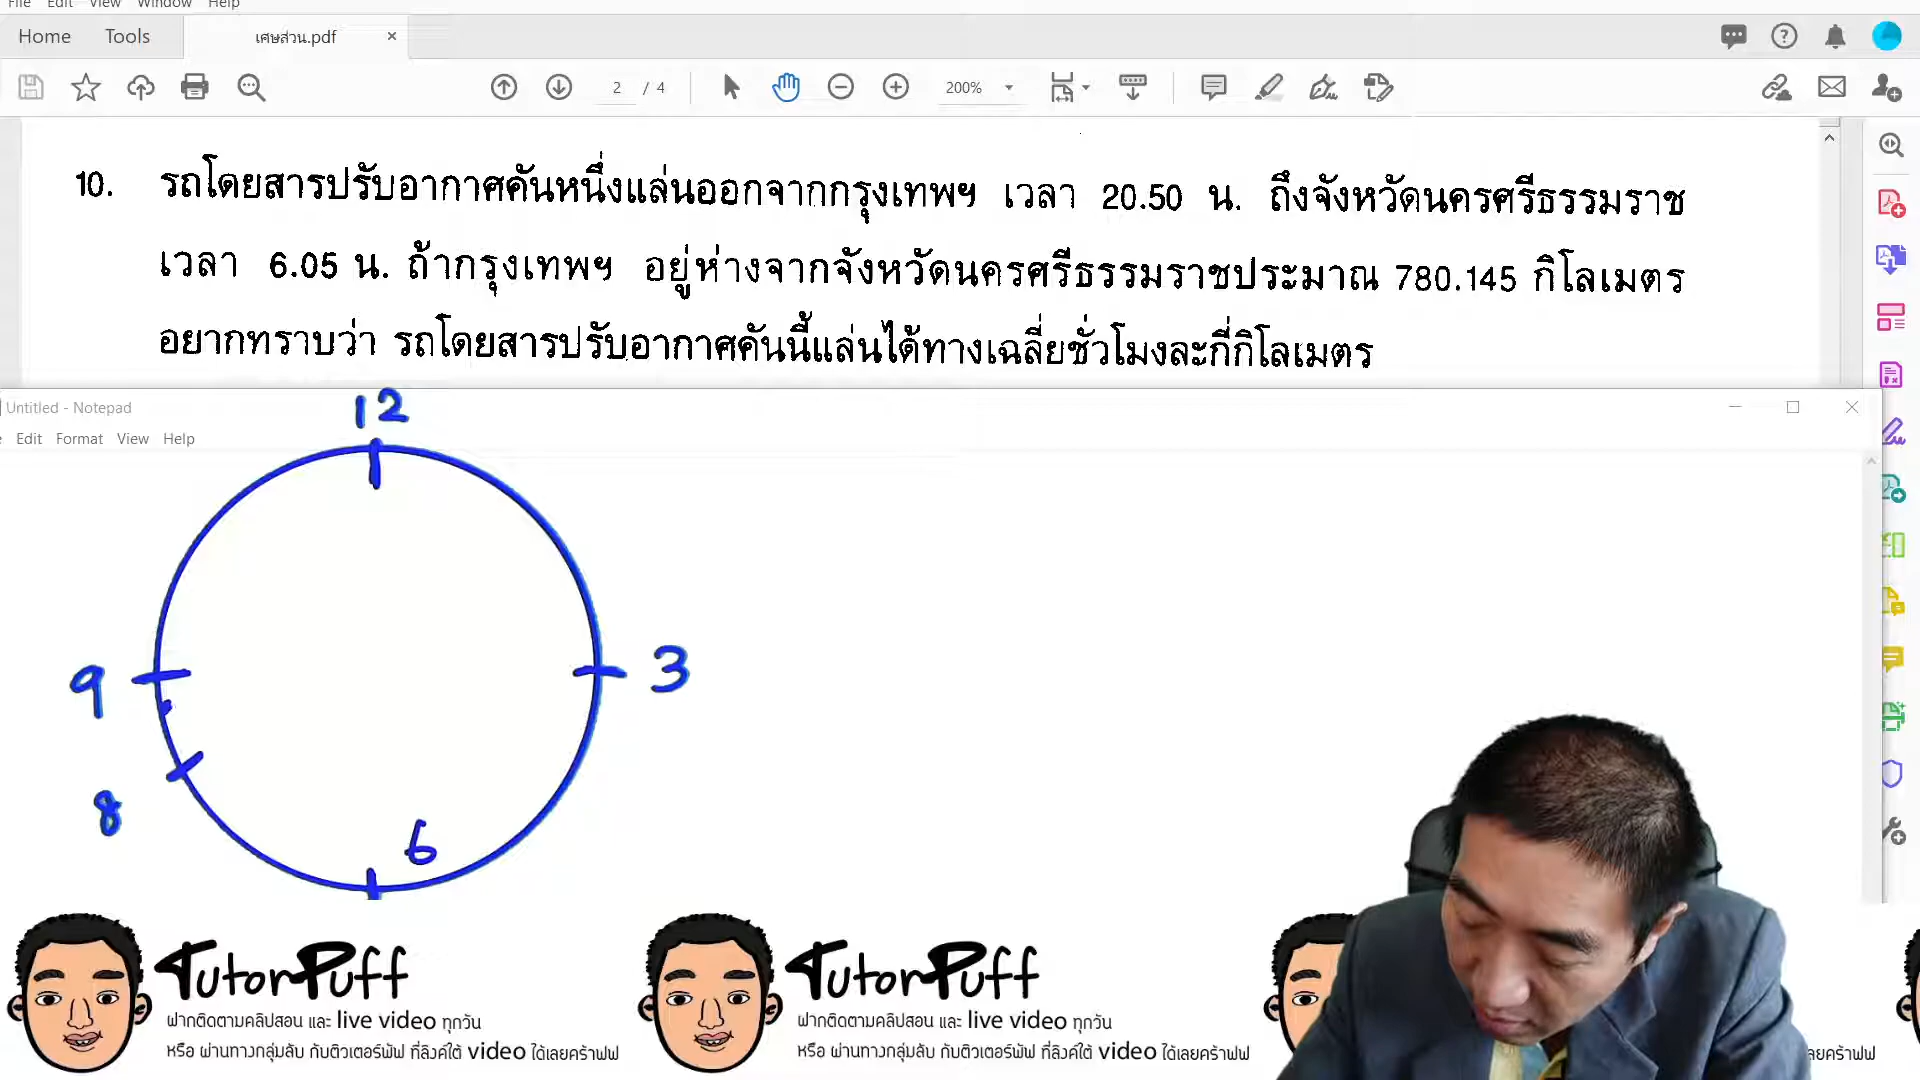 File Edit View Window Help
Home Tools เศษส่วน.pdf ×
2 / 4 200%
10. รถโดยสารปรับอากาศคันหนึ่งแล่นออกจากกรุงเทพฯ เวลา 20.50 น. ถึงจังหวัดนครศรีธรรมราช
เวลา 6.05 น. ถ้ากรุงเทพฯ อยู่ห่างจากจังหวัดนครศรีธรรมราชประมาณ 780.145 กิโลเมตร
อยากทราบว่า รถโดยสารปรับอากาศคันนี้แล่นได้ทางเฉลี่ยชั่วโมงละกี่กิโลเมตร
Untitled - Notepad
Edit Format View Help
12
9
3
8
6
TutorPuff
ฝากติดตามคลิปสอน และ live video ทุกวัน
หรือ ผ่านทางกลุ่มลับ กับติวเตอร์พัฟ ที่ลิงค์ใต้ video ได้เลยคร้าฟฟ
TutorPuff
ฝากติดตามคลิปสอน และ live video ทุกวัน
หรือ ผ่านทางกลุ่มลับ กับติวเตอร์พัฟ ที่ลิงค์ใต้ video ได้เลยคร้าฟฟ
ลยคร้าฟฟ